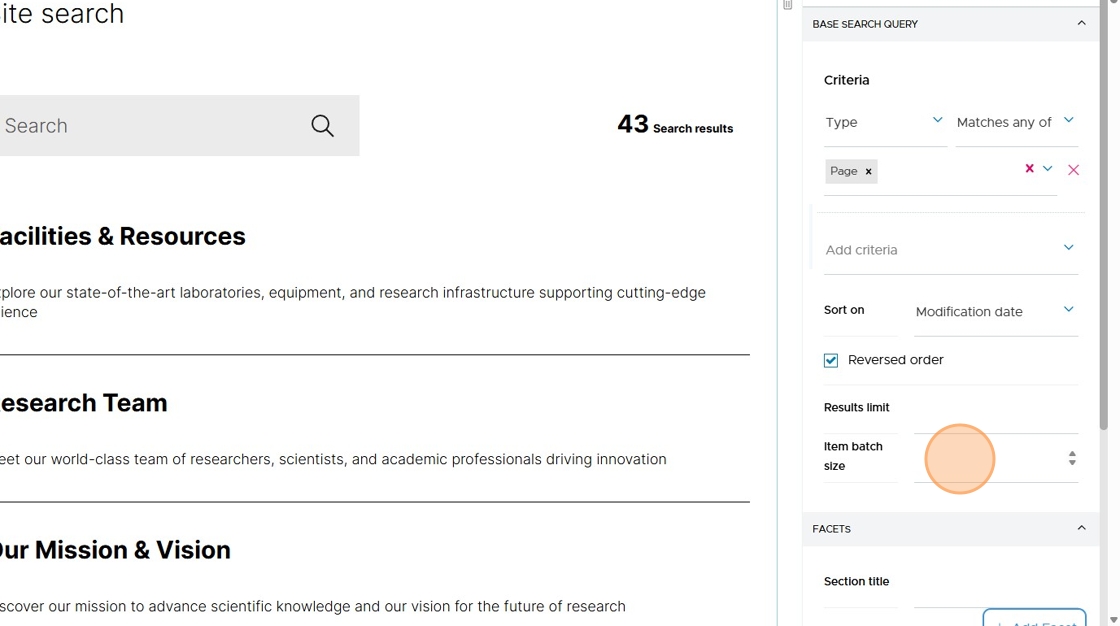 ite search
Search
43 Search results
acilities & Resources
plore our state-of-the-art laboratories, equipment, and research infrastructure supporting cutting-edge
ience
esearch Team
eet our world-class team of researchers, scientists, and academic professionals driving innovation
ur Mission & Vision
scover our mission to advance scientific knowledge and our vision for the future of research
BASE SEARCH QUERY
Criteria
Type
Matches any of
Page x
Add criteria
Sort on
Modification date
Reversed order
Results limit
Item batch
size
FACETS
Section title
Add Facet